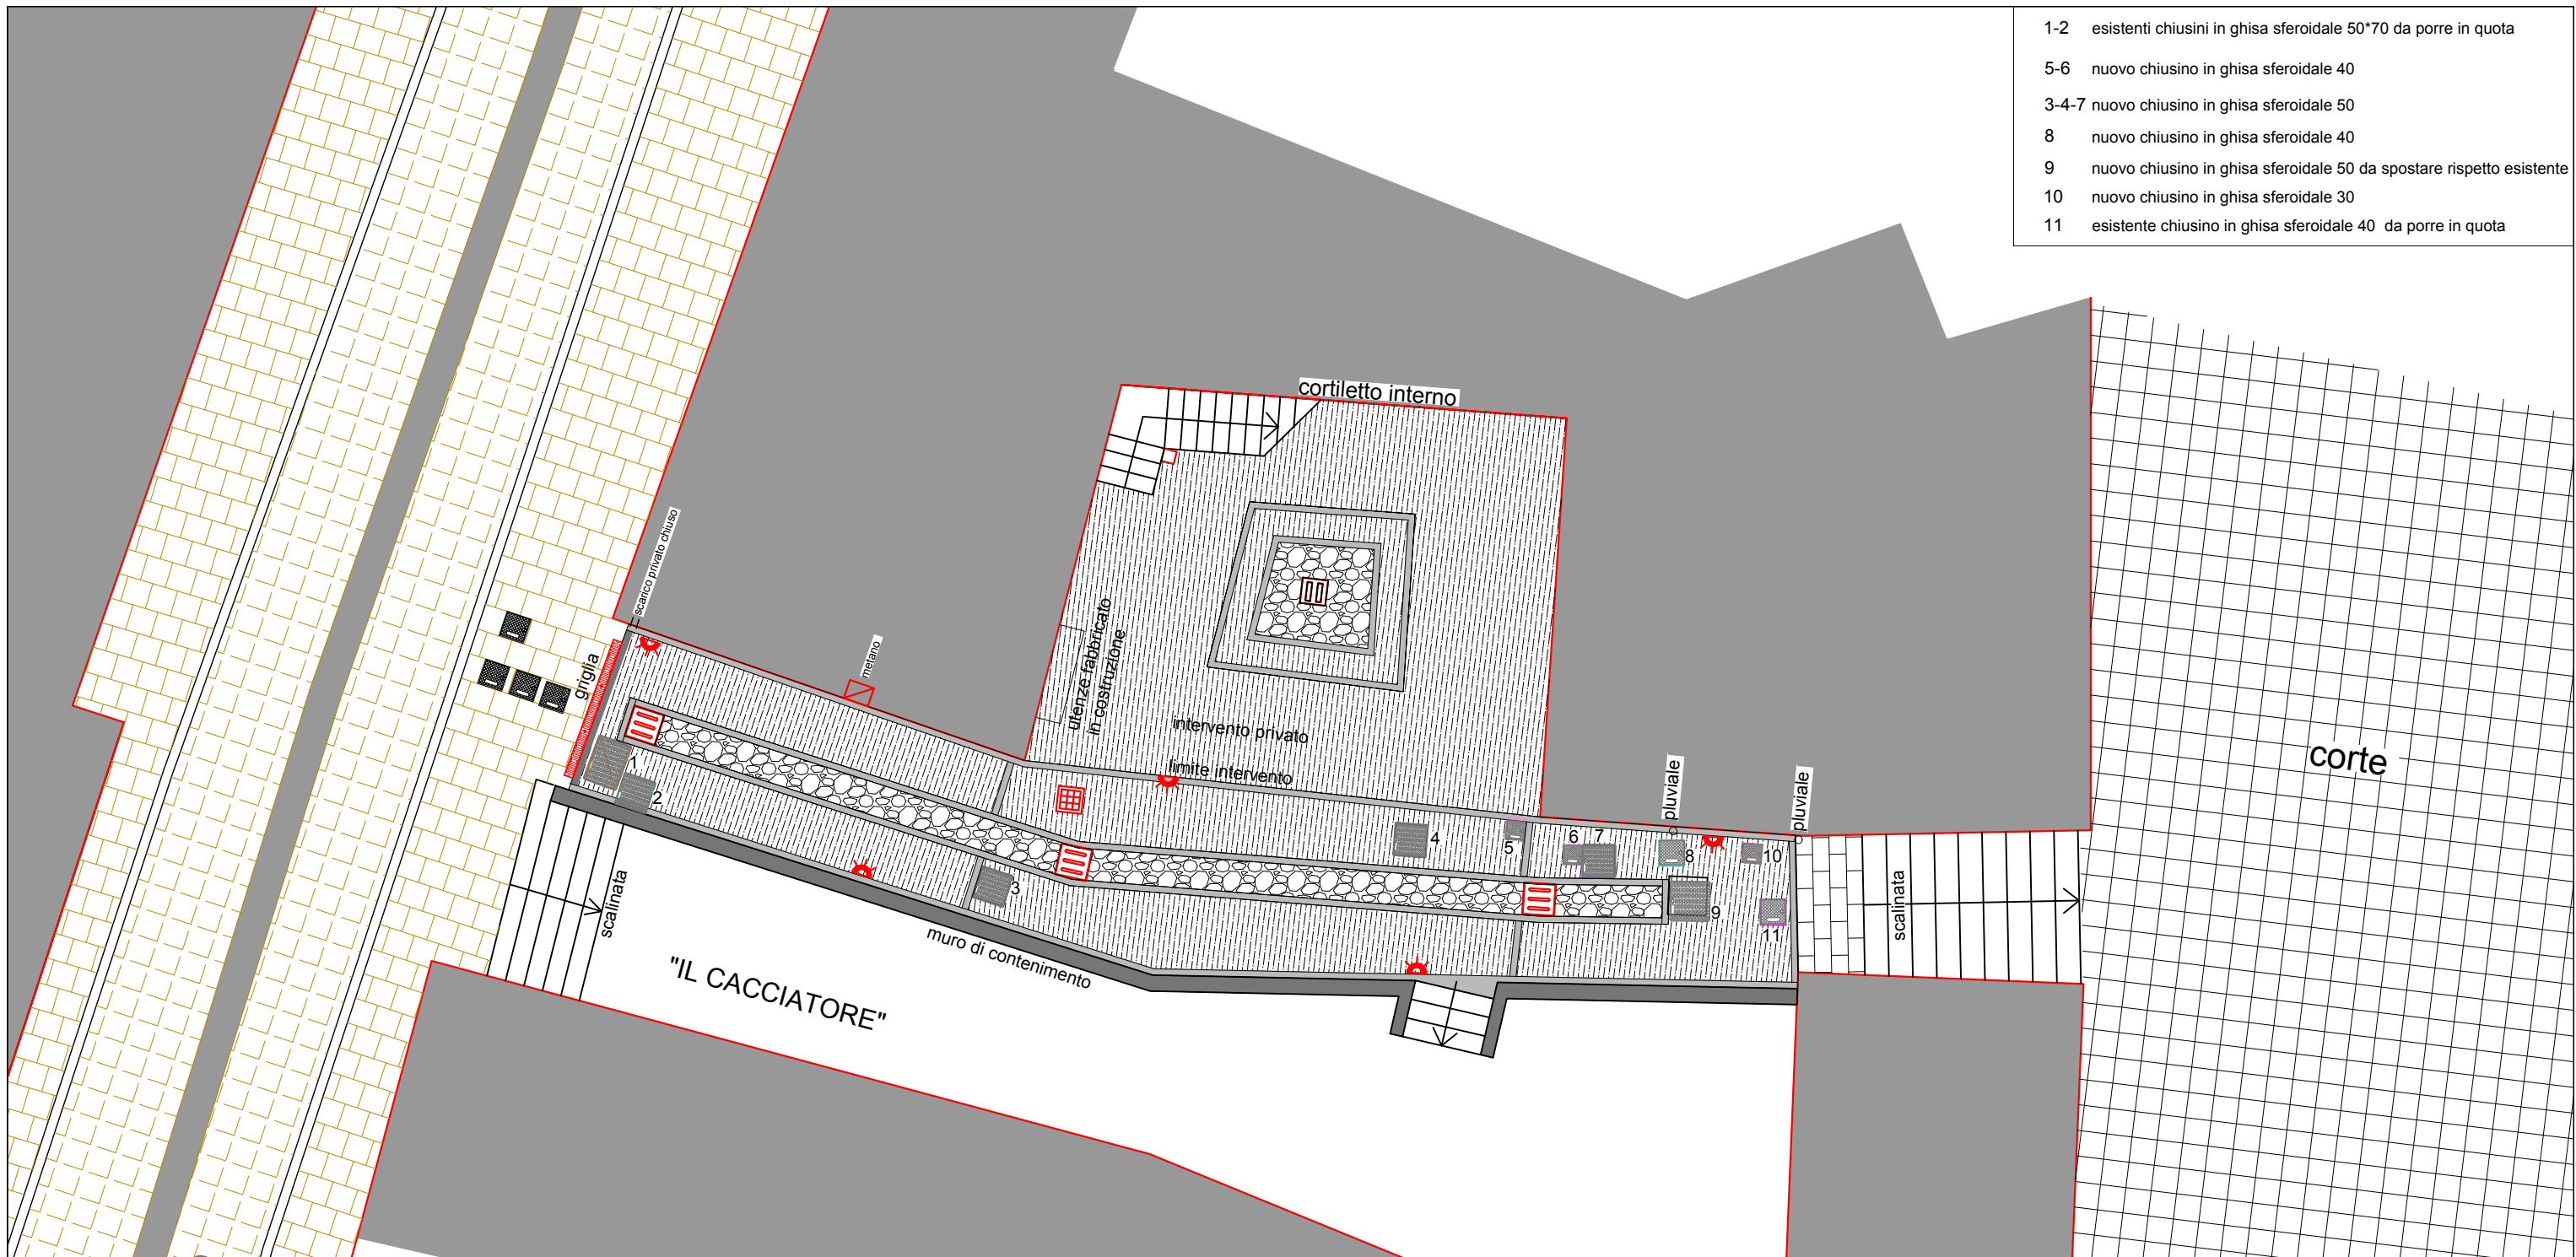 1-2 esistenti chiusini in ghisa sferoidale 50*70 da porre in quota
5-6 nuovo chiusino in ghisa sferoidale 40
3-4-7 nuovo chiusino in ghisa sferoidale 50
8 nuovo chiusino in ghisa sferoidale 40
9 nuovo chiusino in ghisa sferoidale 50 da spostare rispetto esistente
10 nuovo chiusino in ghisa sferoidale 30
11 esistente chiusino in ghisa sferoidale 40 da porre in quota
cortiletto interno
scarico privato chiuso
metano
griglia
utenze fabbricato
in costruzione
intervento privato
limite intervento
pluviale
pluviale
corte
1
2
3
4
5
6
7
8
9
10
11
scalinata
scalinata
muro di contenimento
"IL CACCIATORE"